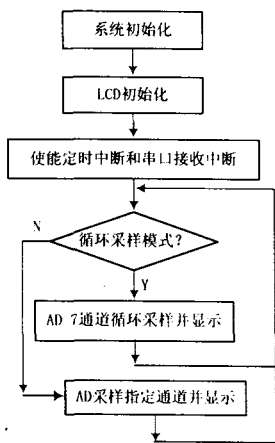 系统初始化
LCD初始化
使能定时中断和串口接收中断
循环采样模式?
N
Y
AD 7通道循环采样并显示
AD采样指定通道并显示